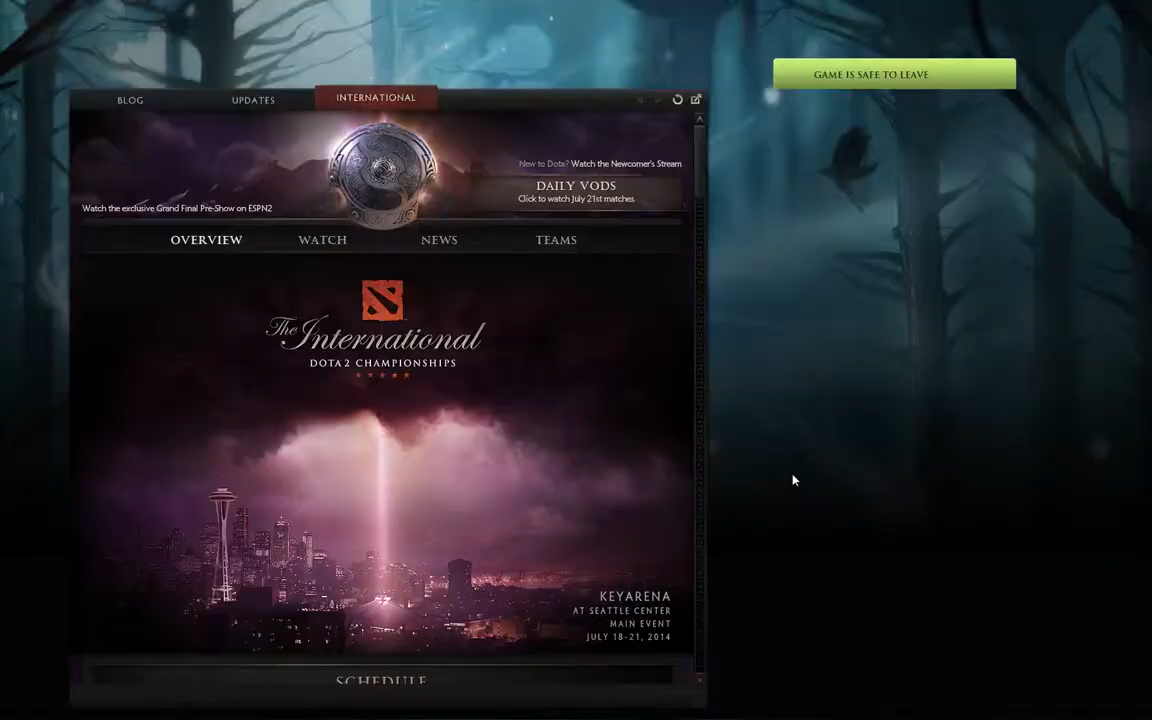 GAME IS SAFE TO LEAVE
BLOG
UPDATES
INTERNATIONAL
New to Dota? Watch the Newcomer's Stream
DAILY VODS
Click to watch July 21st matches
Watch the exclusive Grand Final Pre-Show on ESPN2
OVERVIEW
WATCH
NEWS
TEAMS
The International
DOTA 2 CHAMPIONSHIPS
KEYARENA
AT SEATTLE CENTER
MAIN EVENT
JULY 18-21, 2014
SCHEDULE